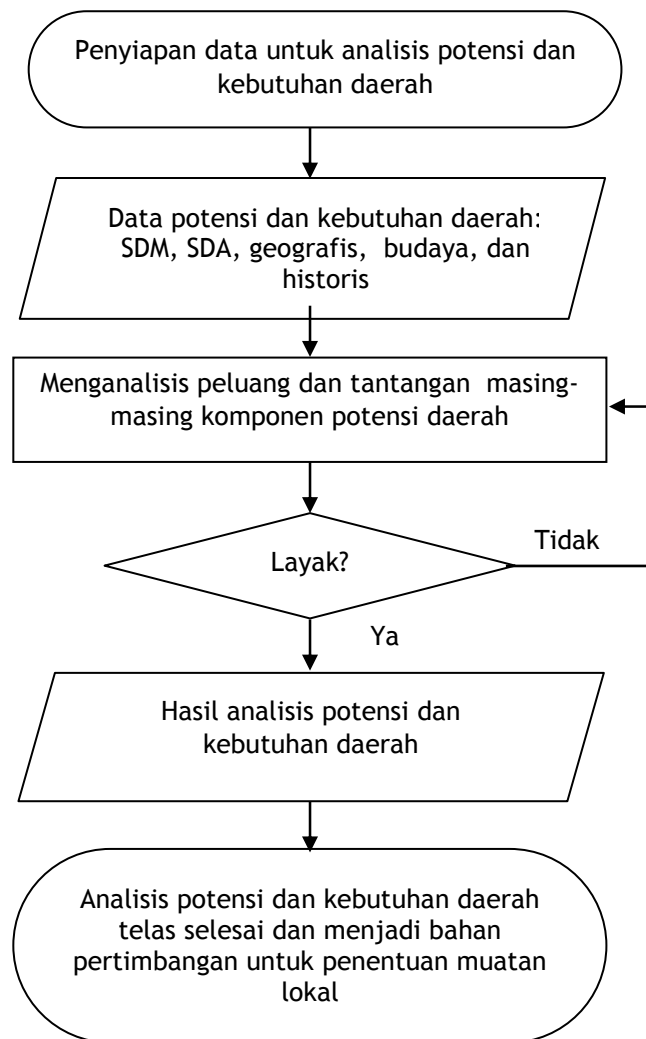 Penyiapan data untuk analisis potensi dan
kebutuhan daerah
Data potensi dan kebutuhan daerah:
SDM, SDA, geografis, budaya, dan
historis
Menganalisis peluang dan tantangan masing-
masing komponen potensi daerah
Layak?
Tidak
Ya
Hasil analisis potensi dan
kebutuhan daerah
Analisis potensi dan kebutuhan daerah
telas selesai dan menjadi bahan
pertimbangan untuk penentuan muatan
lokal